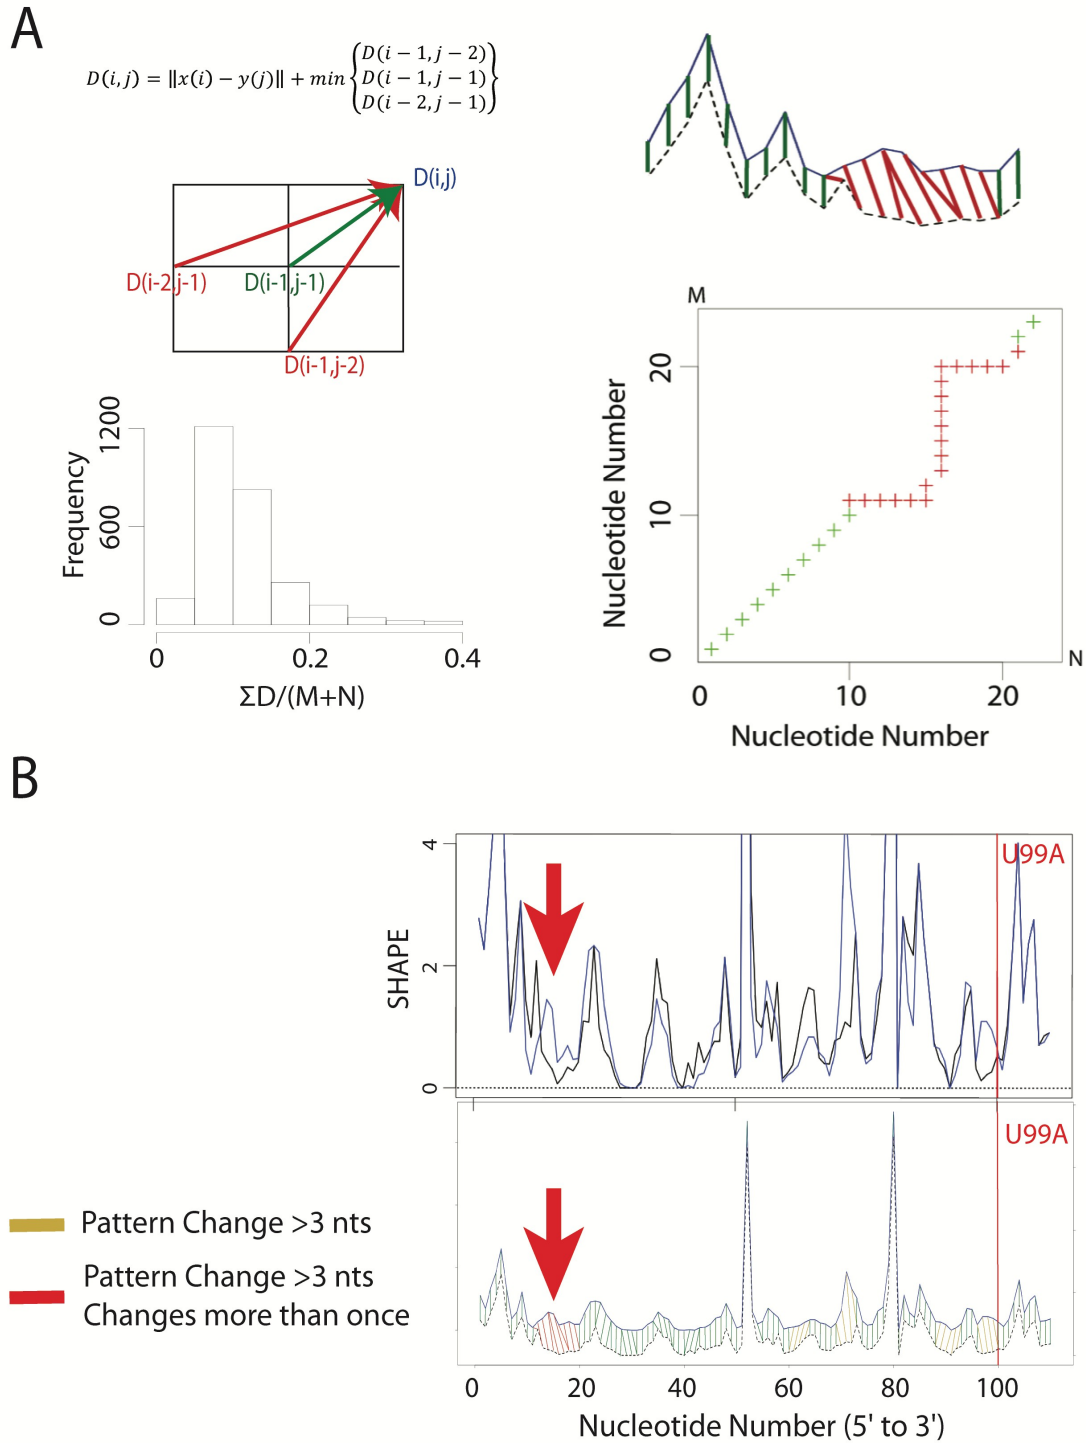 A
D(i,j) = ‖x(i) − y(j)‖ + min { D(i − 1, j − 2)
D(i − 1, j − 1)
D(i − 2, j − 1) }
D(i,j)
D(i-2,j-1)
D(i-1,j-1)
D(i-1,j-2)
Frequency
1200
600
0
0 0.2 0.4
ΣD/(M+N)
M
Nucleotide Number
20
10
0
N
0 10 20
Nucleotide Number
B
SHAPE
4
2
0
U99A
U99A
Pattern Change >3 nts
Pattern Change >3 nts
Changes more than once
0 20 40 60 80 100
Nucleotide Number (5' to 3')